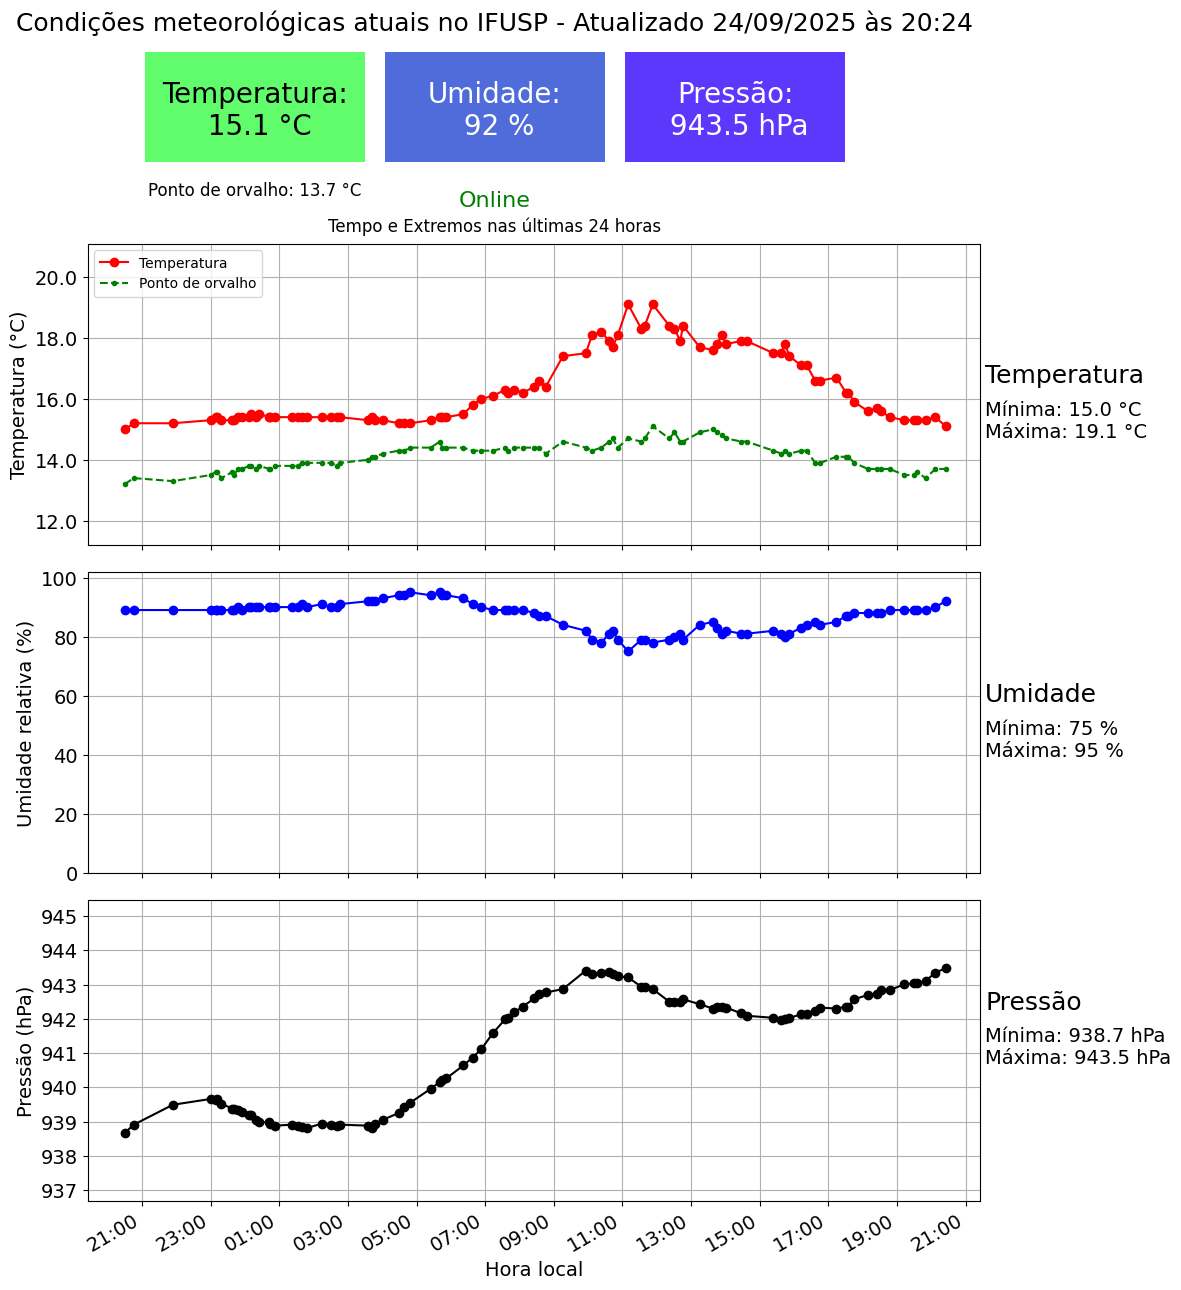 Condições meteorológicas atuais no IFUSP - Atualizado 24/09/2025 às 20:24
Temperatura:
15.1 °C
Umidade:
92 %
Pressão:
943.5 hPa
Ponto de orvalho: 13.7 °C
Online
Tempo e Extremos nas últimas 24 horas
Temperatura
Ponto de orvalho
Temperatura (°C)
20.0
18.0
16.0
14.0
12.0
Temperatura
Mínima: 15.0 °C
Máxima: 19.1 °C
Umidade relativa (%)
100
80
60
40
20
0
Umidade
Mínima: 75 %
Máxima: 95 %
Pressão (hPa)
945
944
943
942
941
940
939
938
937
Pressão
Mínima: 938.7 hPa
Máxima: 943.5 hPa
21:00 23:00 01:00 03:00 05:00 07:00 09:00 11:00 13:00 15:00 17:00 19:00 21:00
Hora local